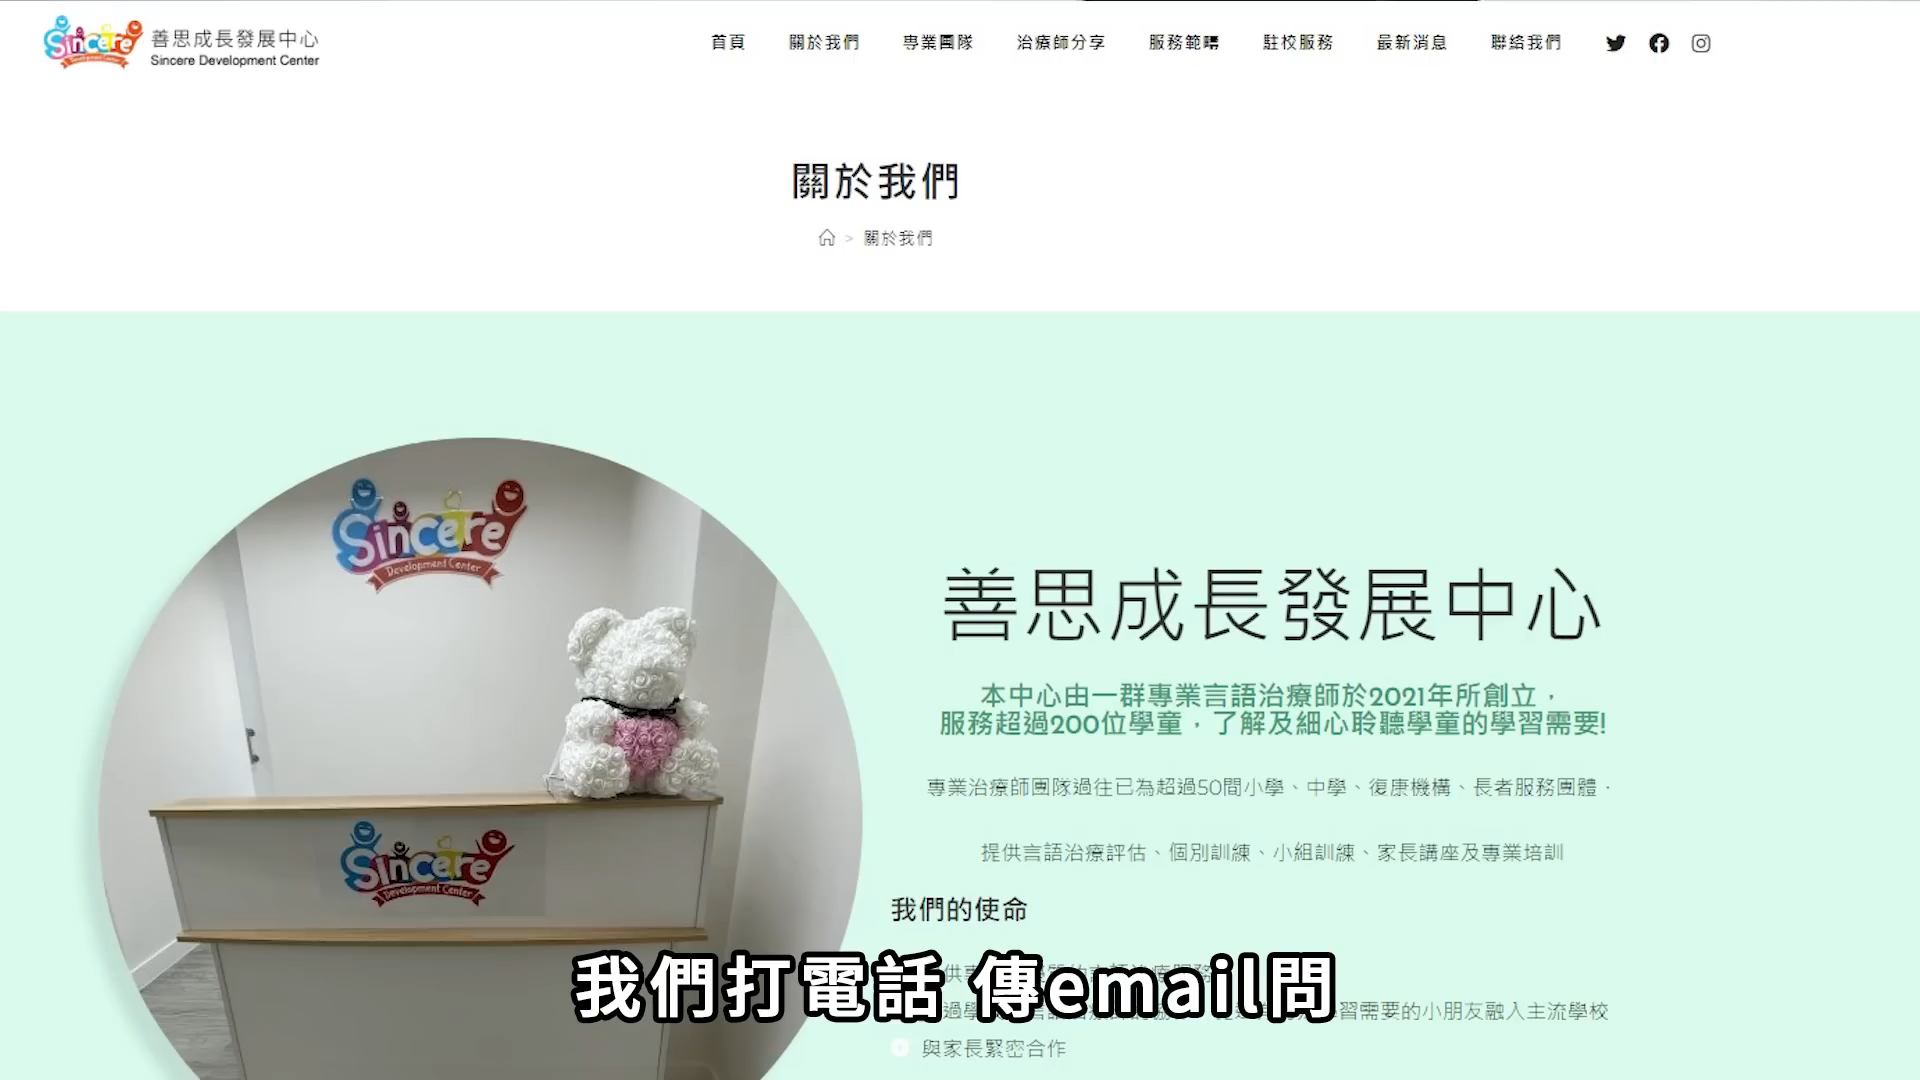 Sincere
Development Center
善思成長發展中心
Sincere Development Center
首頁
關於我們
專業團隊
治療師分享
服務範疇
駐校服務
最新消息
聯絡我們
關於我們
> 關於我們
Sincere
Development Center
Sincere
Development Center
善思成長發展中心
本中心由一群專業言語治療師於2021年所創立，
服務超過200位學童，了解及細心聆聽學童的學習需要!
專業治療師團隊過往已為超過50間小學、中學、復康機構、長者服務團體，
提供言語治療評估、個別訓練、小組訓練、家長講座及專業培訓
我們的使命
我們打電話 傳email問
習需要的小朋友融入主流學校
與家長緊密合作